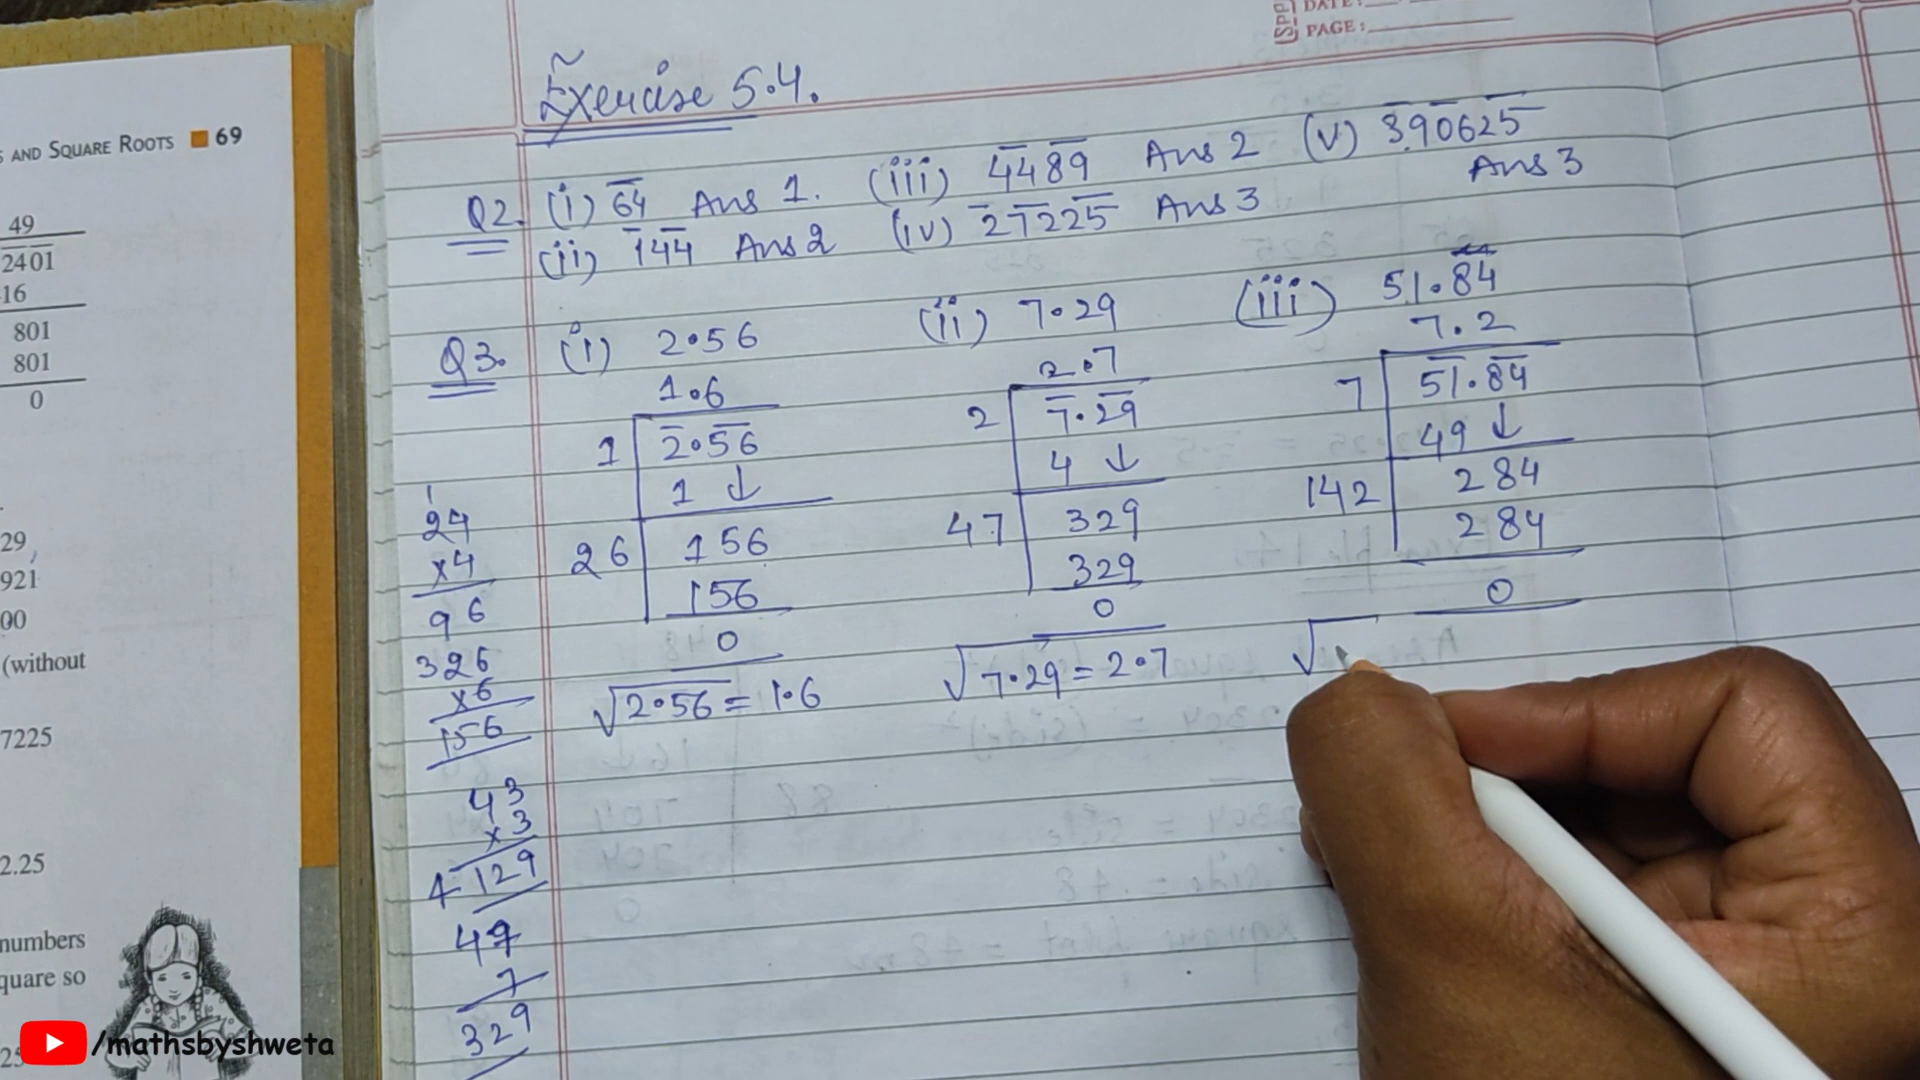 DATE:
PAGE:
S AND SQUARE ROOTS 69
49
2401
16
801
801
0
29
921
00
(without
7225
2.25
numbers
quare so
25
Exercise 5.4.
Q2. (i) 64 Ans 1. (iii) 4489 Ans 2 (v) 390625 Ans 3
(ii) 144 Ans 2 (iv) 27225 Ans 3
Q3. (i) 2.56
1.6
1 2.56
1 ↓
26 156
156
0
√2.56 = 1.6
(ii) 7.29
2.7
2 7.29
4 ↓
47 329
329
0
√7.29 = 2.7
(iii) 51.84
7.2
7 51.84
49 ↓
142 284
284
0
√
24
×4
96
326
×6
156
43
×3
129
47
7
329
/mathsbyshweta